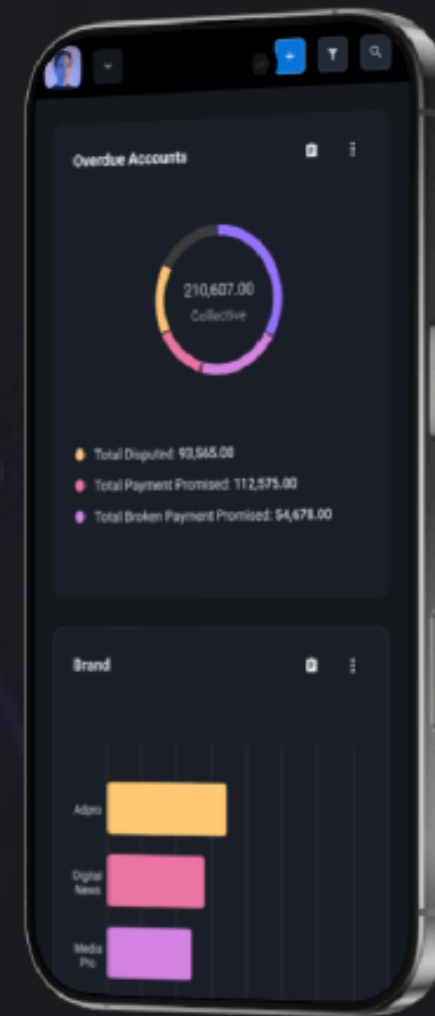 Overdue Accounts
210,607.00
Collective
Total Disputed: 93,565.00
Total Payment Promised: 112,575.00
Total Broken Payment Promised: 54,678.00
Brand
Adpro
Digital
News
Media
Pro